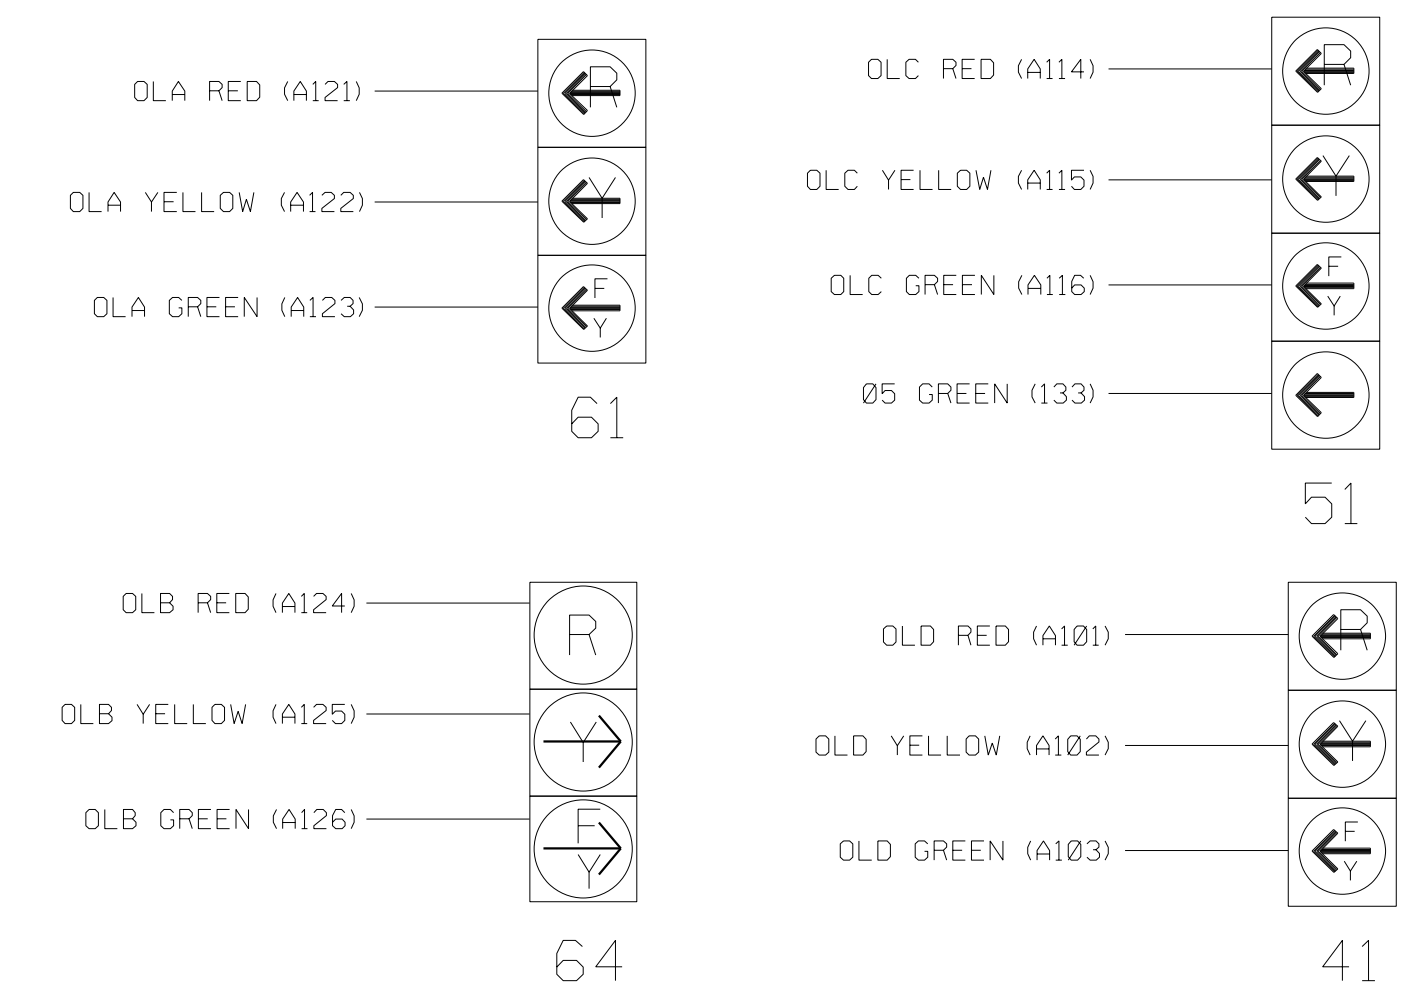 OLA RED (A121)
R
OLA YELLOW (A122)
Y
OLA GREEN (A123)
F
Y
61
OLC RED (A114)
R
OLC YELLOW (A115)
Y
OLC GREEN (A116)
F
Y
Ø5 GREEN (133)
51
OLB RED (A124)
R
OLB YELLOW (A125)
Y
OLB GREEN (A126)
F
Y
64
OLD RED (A1Ø1)
R
OLD YELLOW (A1Ø2)
Y
OLD GREEN (A1Ø3)
F
Y
41